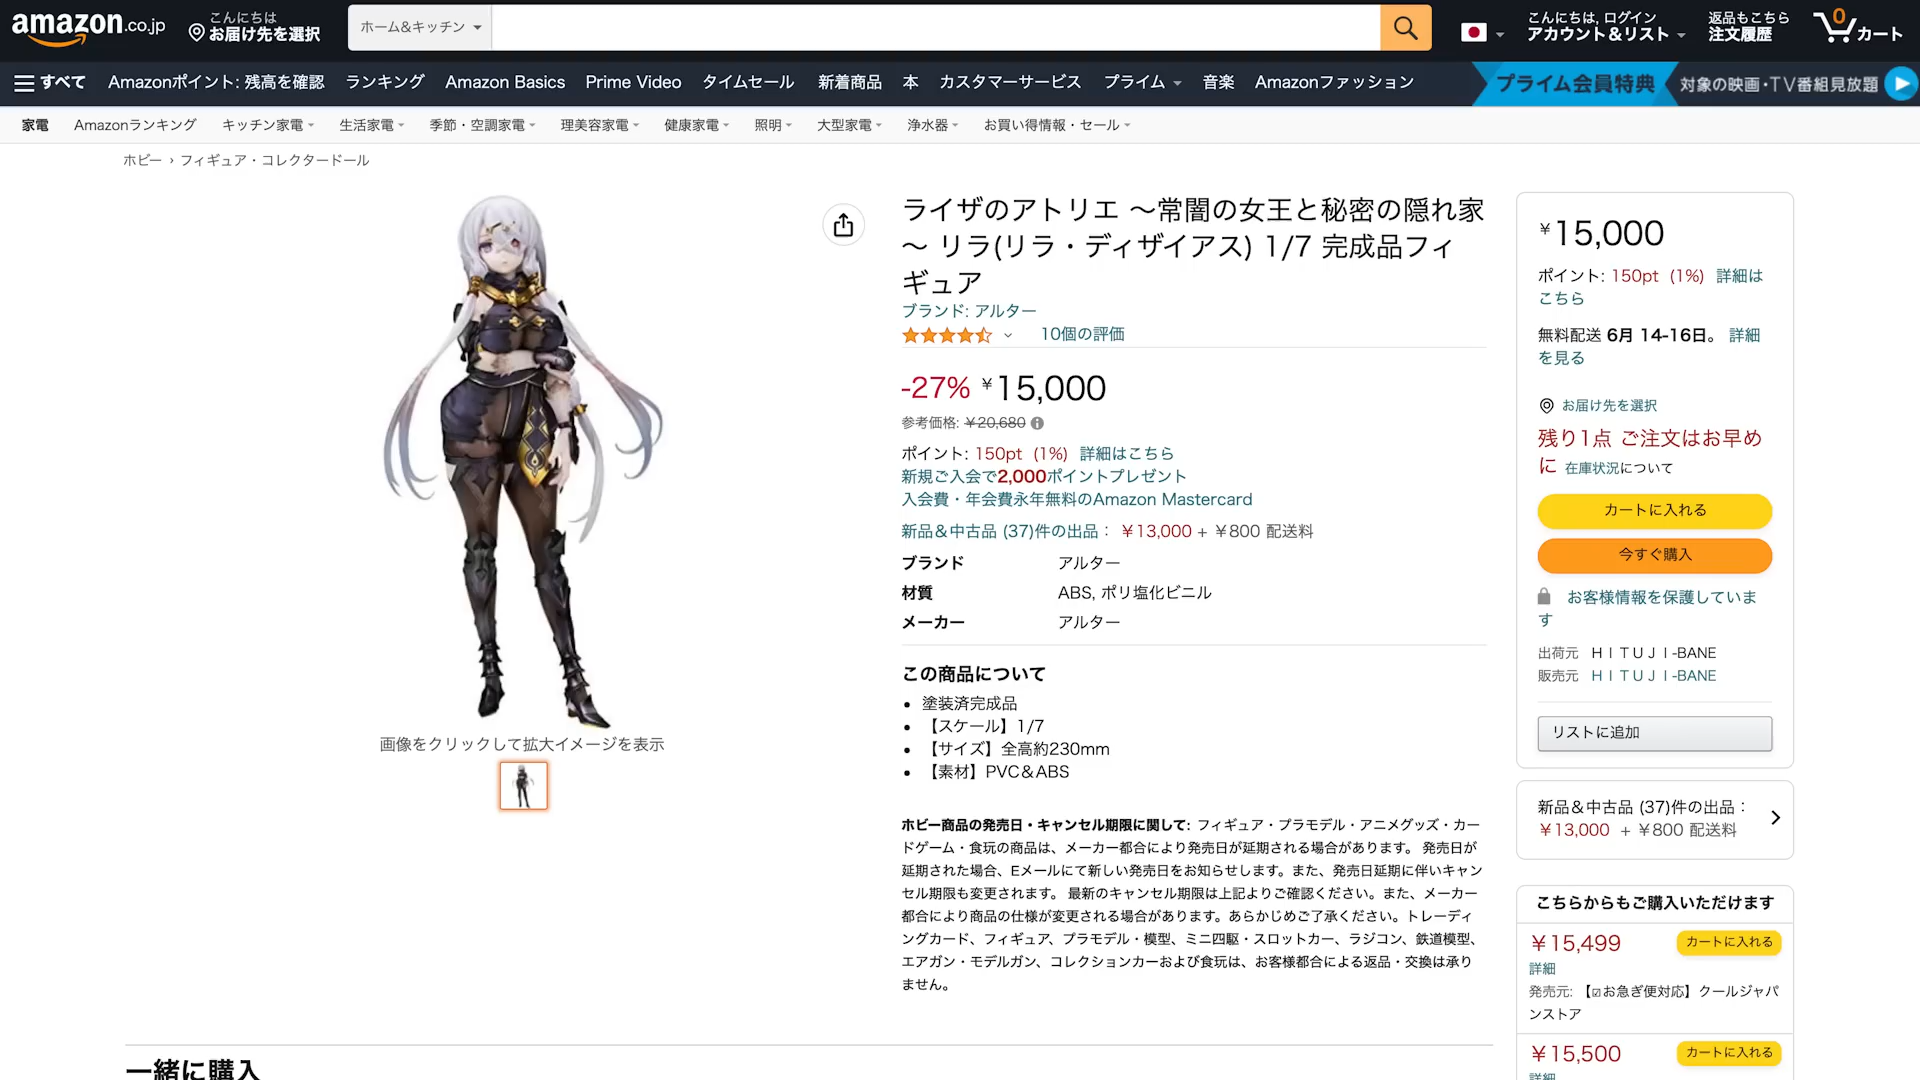 amazon.co.jp
こんにちは
お届け先を選択
ホーム&キッチン
こんにちは, ログイン
アカウント&リスト
返品もこちら
注文履歴
0
カート
すべて
Amazonポイント: 残高を確認
ランキング
Amazon Basics
Prime Video
タイムセール
新着商品
本
カスタマーサービス
プライム
音楽
Amazonファッション
プライム会員特典
対象の映画・TV番組見放題
家電
Amazonランキング
キッチン家電
生活家電
季節・空調家電
理美容家電
健康家電
照明
大型家電
浄水器
お買い得情報・セール
ホビー › フィギュア・コレクタードール
画像をクリックして拡大イメージを表示
ライザのアトリエ ～常闇の女王と秘密の隠れ家
～ リラ(リラ・ディザイアス) 1/7 完成品フィ
ギュア
ブランド: アルター
10個の評価
-27% ¥15,000
参考価格: ¥20,680
ポイント: 150pt (1%) 詳細はこちら
新規ご入会で2,000ポイントプレゼント
入会費・年会費永年無料のAmazon Mastercard
新品&中古品 (37)件の出品： ¥13,000 + ¥800 配送料
ブランド アルター
材質 ABS, ポリ塩化ビニル
メーカー アルター
この商品について
• 塗装済完成品
• 【スケール】1/7
• 【サイズ】全高約230mm
• 【素材】PVC&ABS
ホビー商品の発売日・キャンセル期限に関して: フィギュア・プラモデル・アニメグッズ・カー
ドゲーム・食玩の商品は、メーカー都合により発売日が延期される場合があります。 発売日が
延期された場合、Eメールにて新しい発売日をお知らせします。また、発売日延期に伴いキャン
セル期限も変更されます。 最新のキャンセル期限は上記よりご確認ください。また、メーカー
都合により商品の仕様が変更される場合があります。あらかじめご了承ください。トレーディ
ングカード、フィギュア、プラモデル・模型、ミニ四駆・スロットカー、ラジコン、鉄道模型、
エアガン・モデルガン、コレクションカーおよび食玩は、お客様都合による返品・交換は承り
ません。
一緒に購入
¥15,000
ポイント: 150pt (1%) 詳細は
こちら
無料配送 6月 14-16日。 詳細
を見る
お届け先を選択
残り1点 ご注文はお早め
に 在庫状況について
カートに入れる
今すぐ購入
お客様情報を保護していま
す
出荷元 ＨＩＴＵＪＩ-BANE
販売元 ＨＩＴＵＪＩ-BANE
リストに追加
新品&中古品 (37)件の出品：
¥13,000 + ¥800 配送料
こちらからもご購入いただけます
¥15,499
カートに入れる
詳細
発売元: 【☑お急ぎ便対応】クールジャパ
ンストア
¥15,500
カートに入れる
詳細